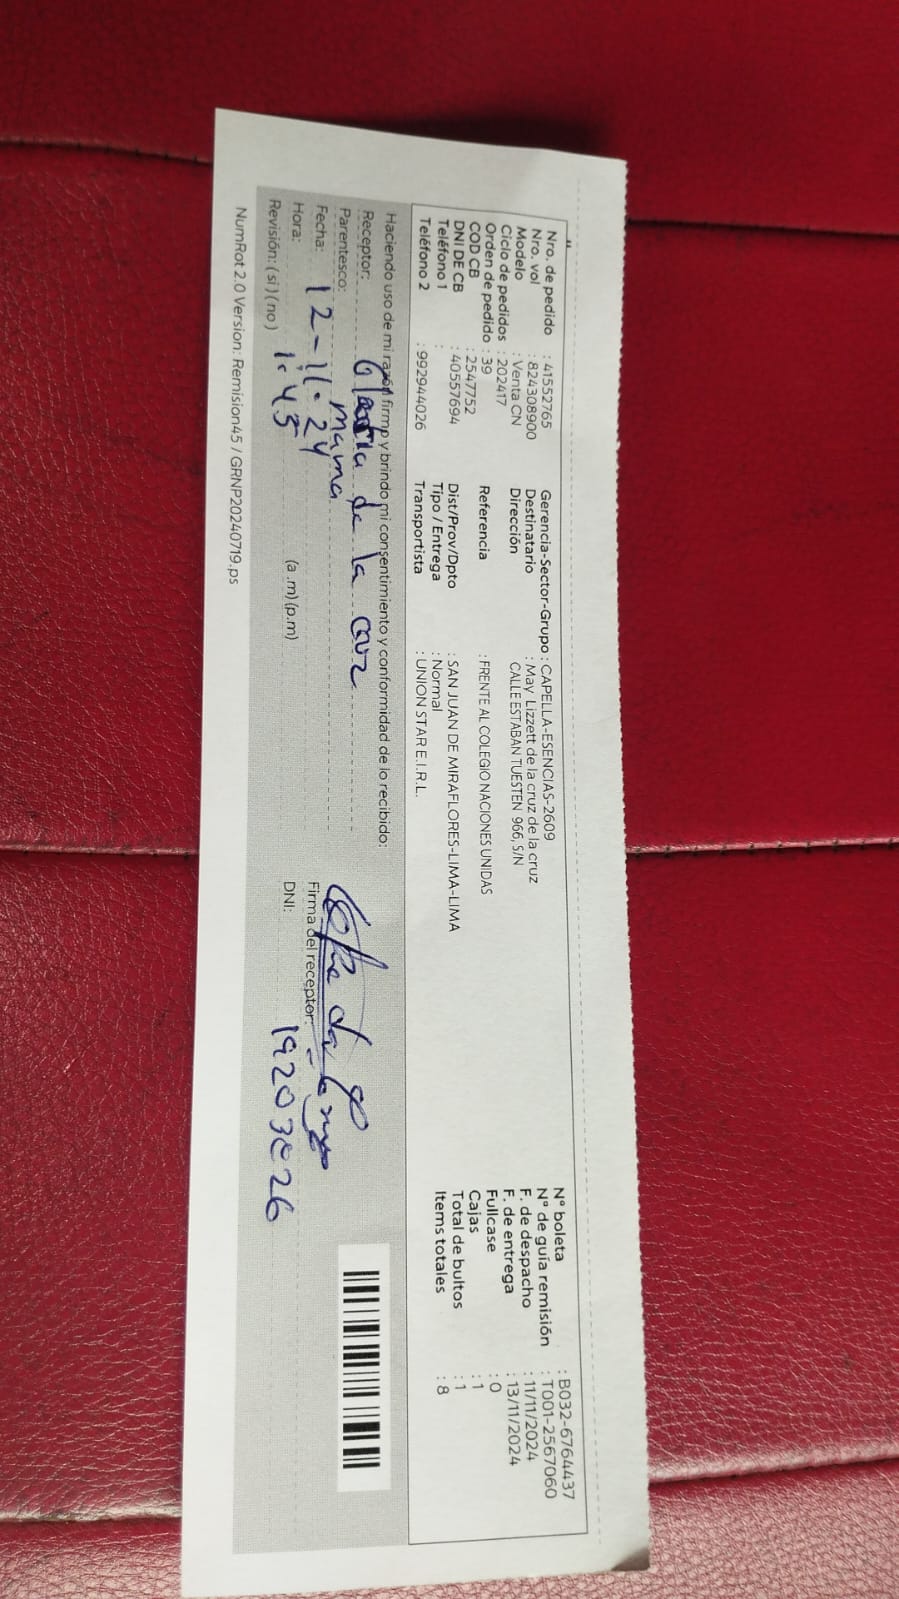 Nro. de pedido : 41552765
Nro. vol : 824308900
Modelo : Venta CN
Ciclo de pedidos : 202417
Orden de pedido : 39
COD CB : 2547752
DNI DE CB : 40557694
Teléfono 1 :
Teléfono 2 : 992944026
Gerencia-Sector-Grupo : CAPELLA-ESENCIAS-2609
Destinatario : May Lizzett de la cruz de la cruz
Dirección CALLE ESTABAN TUESTEN 966, S/N
Referencia : FRENTE AL COLEGIO NACIONES UNIDAS
Dist/Prov/Dpto : SAN JUAN DE MIRAFLORES-LIMA-LIMA
Tipo / Entrega : Normal
Transportista : UNION STAR E.I.R.L.
N° boleta : B032-6764437
N° de guía remisión : T001-2567060
F. de despacho : 11/11/2024
F. de entrega : 13/11/2024
Fullcase : 0
Cajas : 1
Total de bultos : 1
Items totales : 8
Haciendo uso de mi razón firmo y brindo mi consentimiento y conformidad de lo recibido:
Receptor: de la cruz
Parentesco: mama
Fecha: 12-11-24
Hora: 1:45 (a.m)(p.m)
Revisión: ( si ) ( no )
Firma del receptor:
DNI:
NumRot 2.0 Version: Remision45 / GRNP20240719.ps